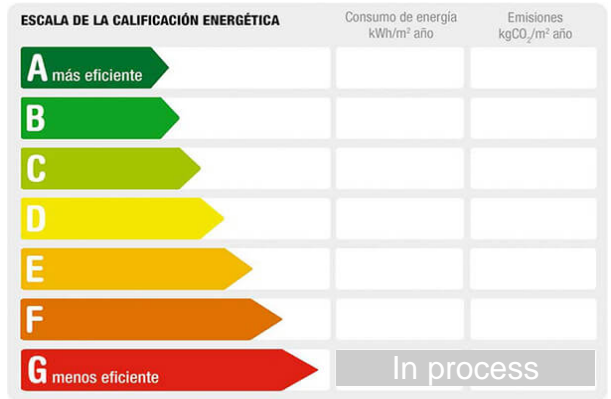 ESCALA DE LA CALIFICACIÓN ENERGÉTICA
Consumo de energía
kWh/m² año
Emisiones
kgCO₂/m² año
A más eficiente
B
C
D
E
F
G menos eficiente
In process